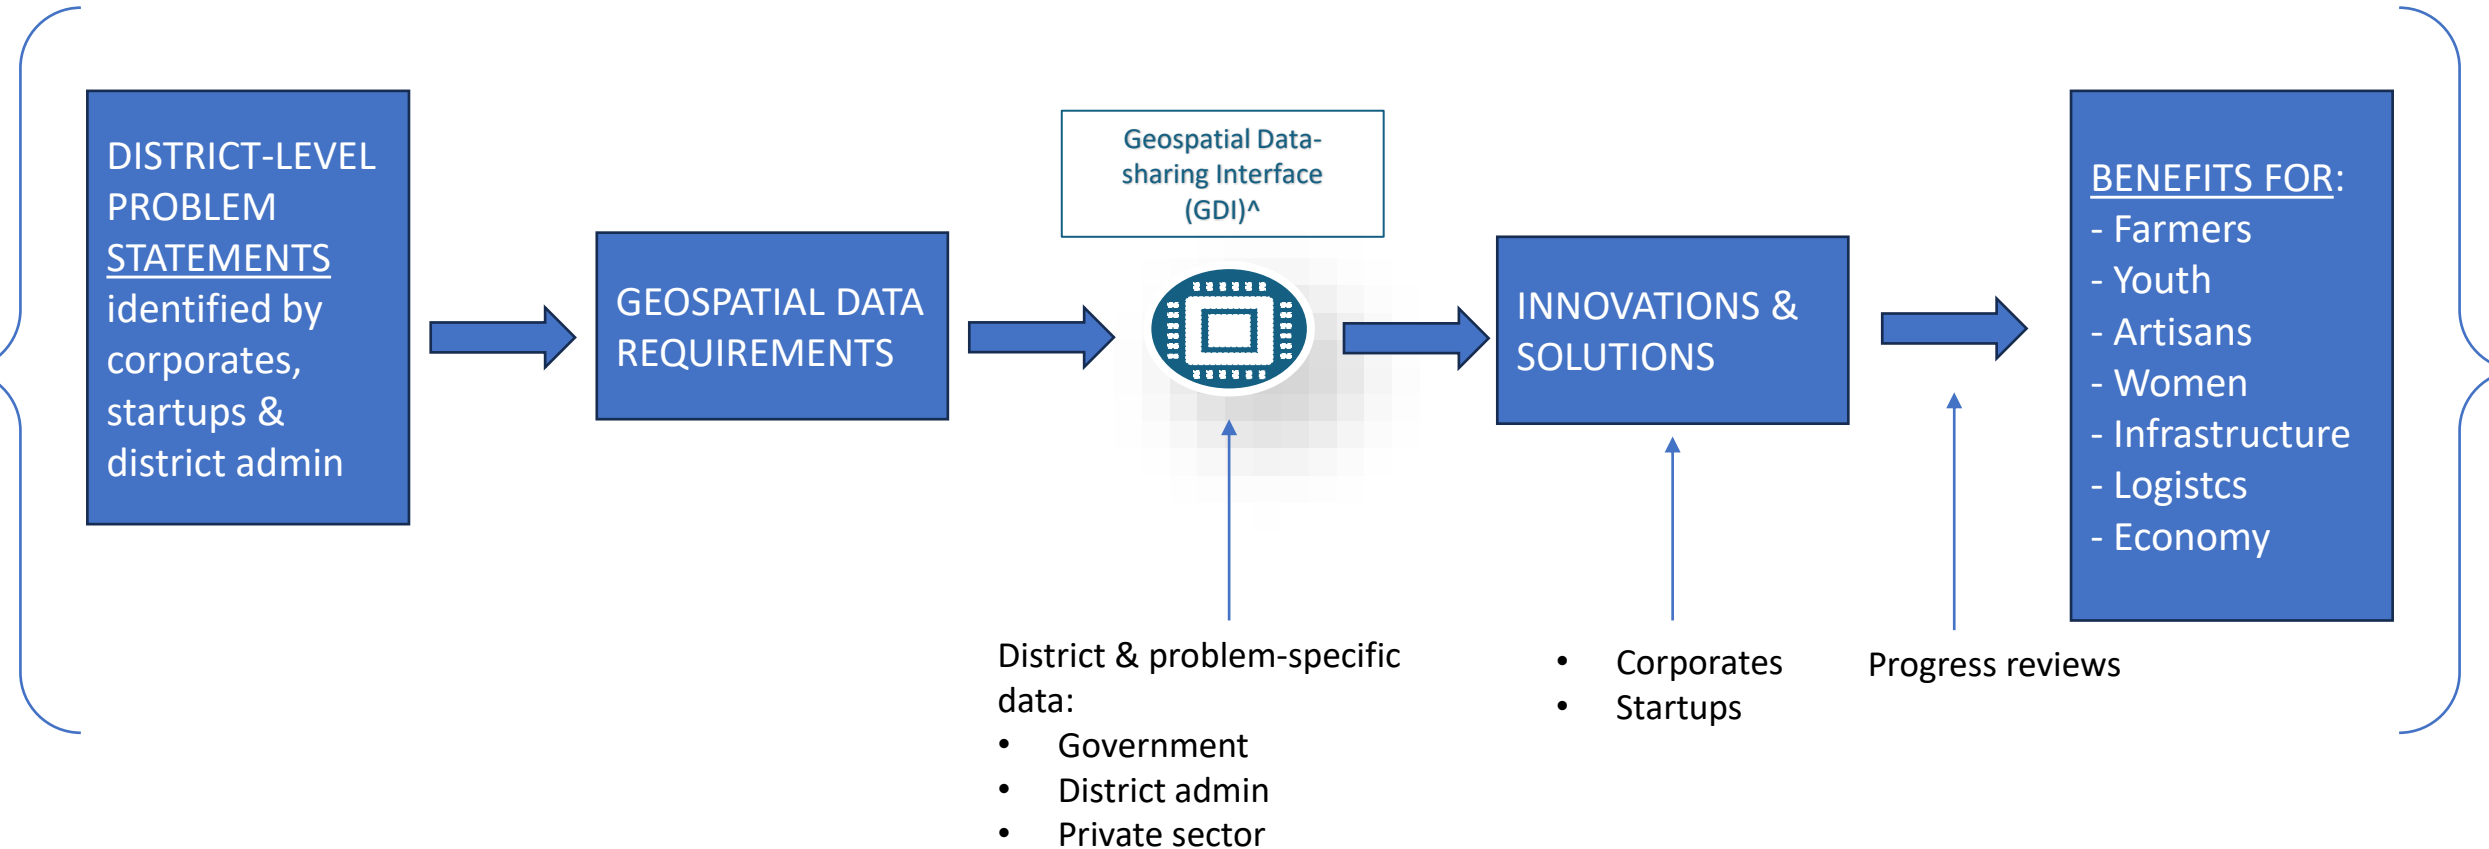 DISTRICT-LEVEL
PROBLEM
STATEMENTS
identified by
corporates,
startups &
district admin
GEOSPATIAL DATA
REQUIREMENTS
Geospatial Data-
sharing Interface
(GDI)^
INNOVATIONS &
SOLUTIONS
BENEFITS FOR:
- Farmers
- Youth
- Artisans
- Women
- Infrastructure
- Logistcs
- Economy
District & problem-specific
data:
• Government
• District admin
• Private sector
• Corporates
• Startups
Progress reviews